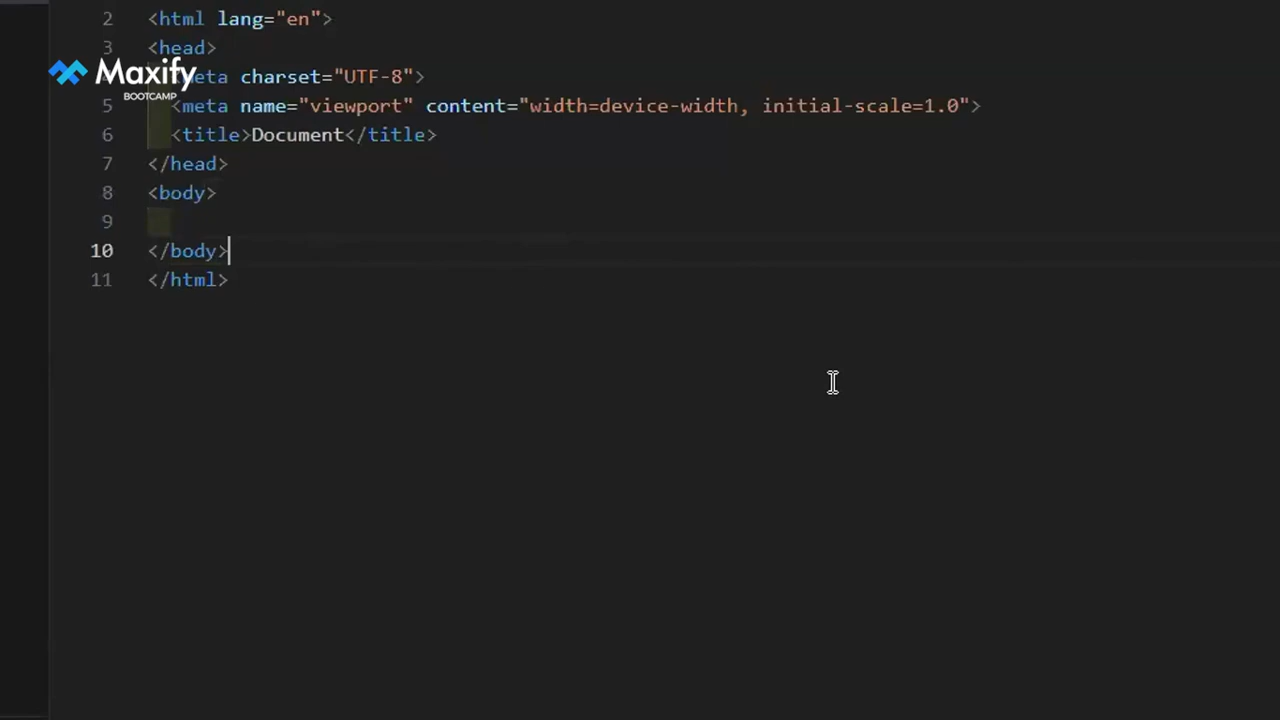 2 <html lang="en">
3 <head>
Maxify
BOOTCAMP
meta charset="UTF-8">
5 <meta name="viewport" content="width=device-width, initial-scale=1.0">
6 <title>Document</title>
7 </head>
8 <body>
9
10 </body>
11 </html>